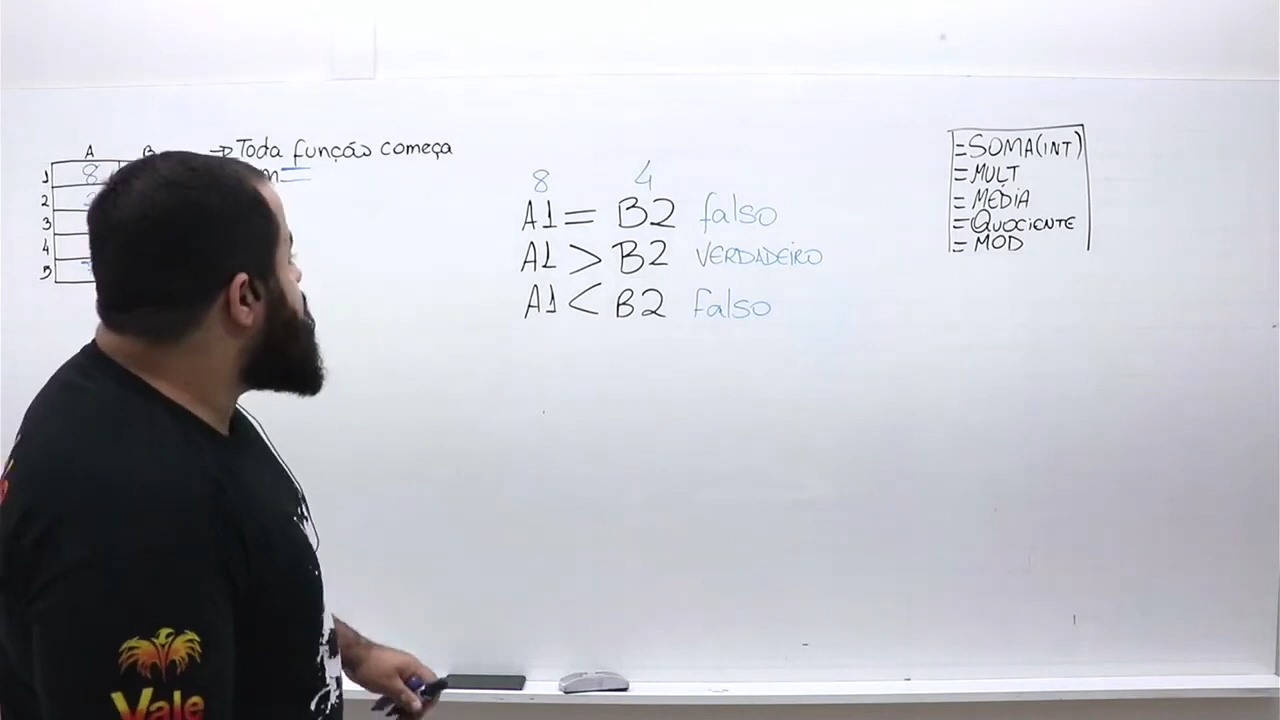 A
→ Toda função começa
1 8
2
3
4
5
8 4
A1 = B2 falso
A1 > B2 VERDADEIRO
A1 < B2 falso
= SOMA(INT)
= MULT
= MÉDIA
= QUOCIENTE
= MOD
Vale